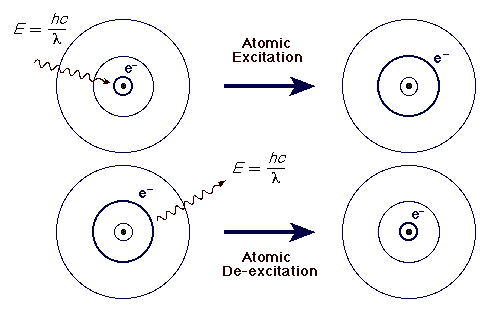 E = hc/λ
e⁻
Atomic
Excitation
e⁻
e⁻
E = hc/λ
Atomic
De-excitation
e⁻